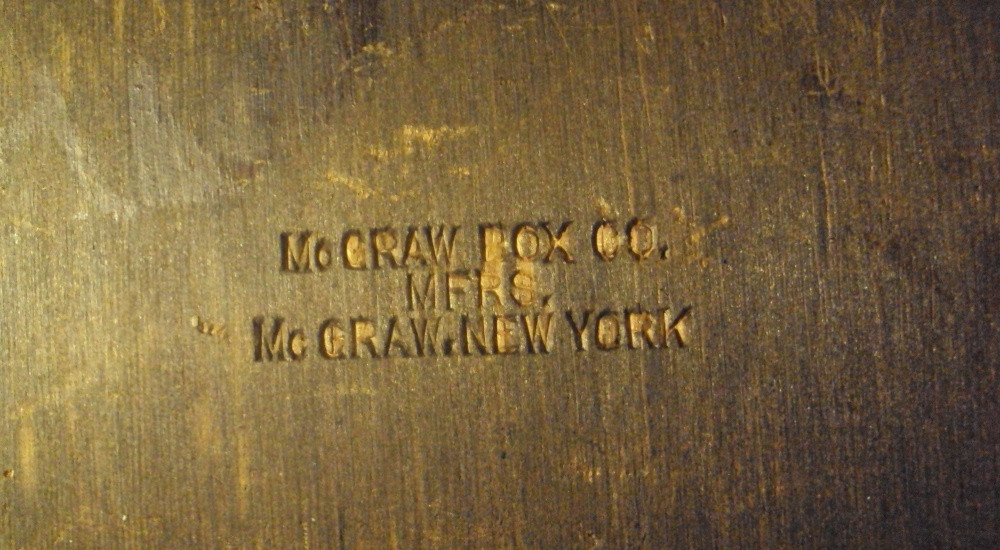 McGRAW BOX CO.
MFRS.
McGRAW. NEW YORK